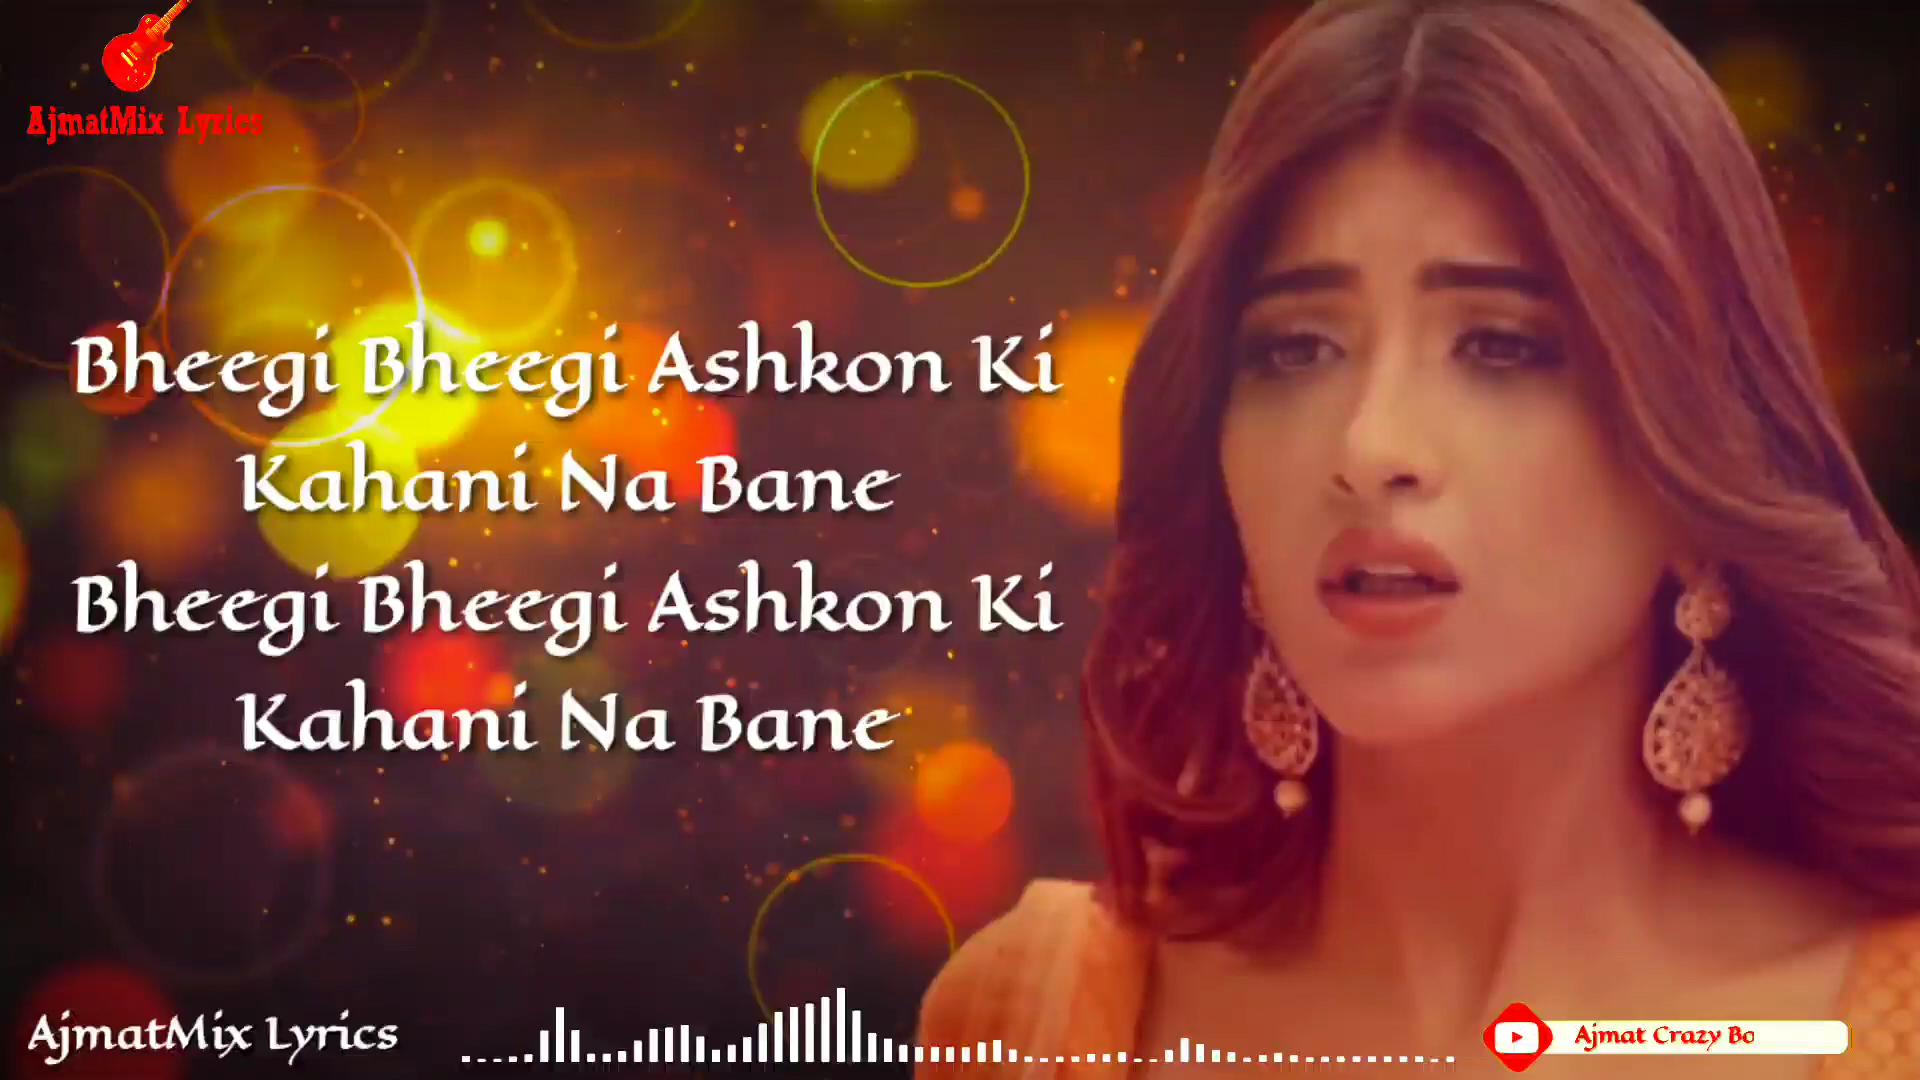 AjmatMix Lyrics
Bheegi Bheegi Ashkon Ki
Kahani Na Bane
Bheegi Bheegi Ashkon Ki
Kahani Na Bane
AjmatMix Lyrics
Ajmat Crazy Bo